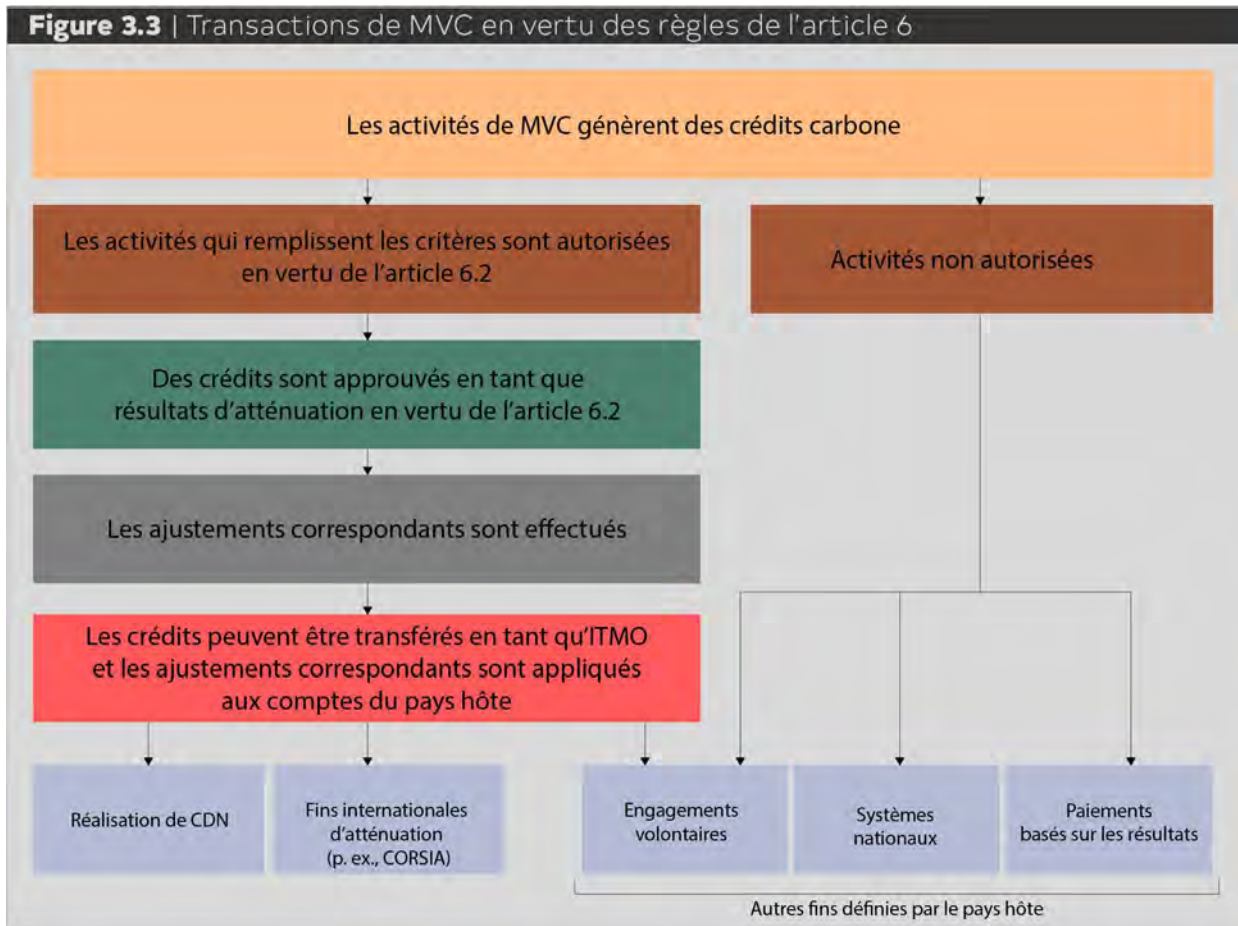 Figure 3.3 | Transactions de MVC en vertu des règles de l'article 6
Les activités de MVC génèrent des crédits carbone
Les activités qui remplissent les critères sont autorisées
en vertu de l'article 6.2
Activités non autorisées
Des crédits sont approuvés en tant que
résultats d'atténuation en vertu de l'article 6.2
Les ajustements correspondants sont effectués
Les crédits peuvent être transférés en tant qu'ITMO
et les ajustements correspondants sont appliqués
aux comptes du pays hôte
Réalisation de CDN
Fins internationales
d'atténuation
(p. ex., CORSIA)
Engagements
volontaires
Systèmes
nationaux
Paiements
basés sur les résultats
Autres fins définies par le pays hôte